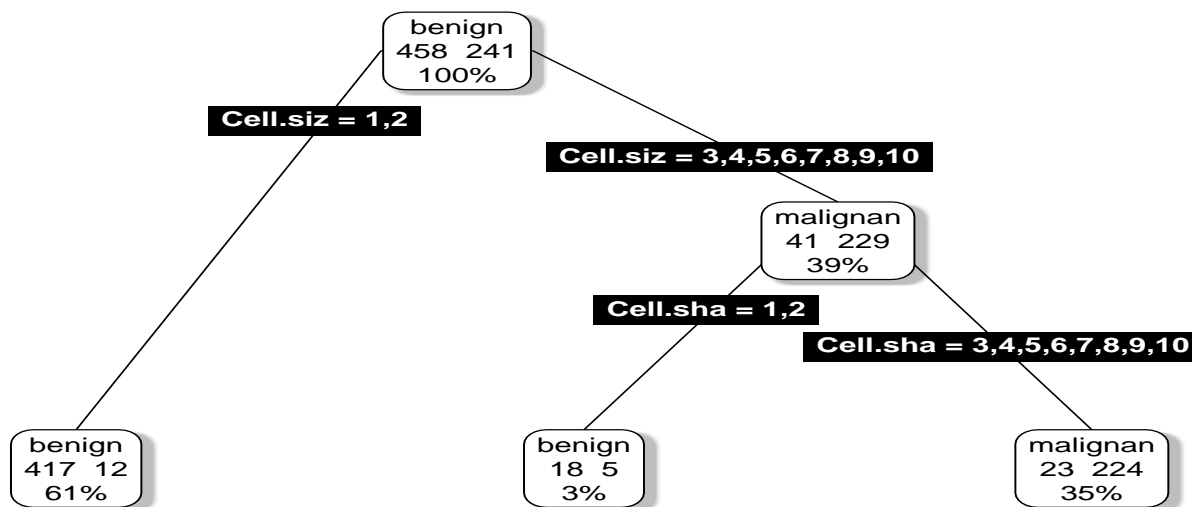 benign
458 241
100%
Cell.siz = 1,2
Cell.siz = 3,4,5,6,7,8,9,10
malignan
41 229
39%
Cell.sha = 1,2
Cell.sha = 3,4,5,6,7,8,9,10
benign
417 12
61%
benign
18 5
3%
malignan
23 224
35%